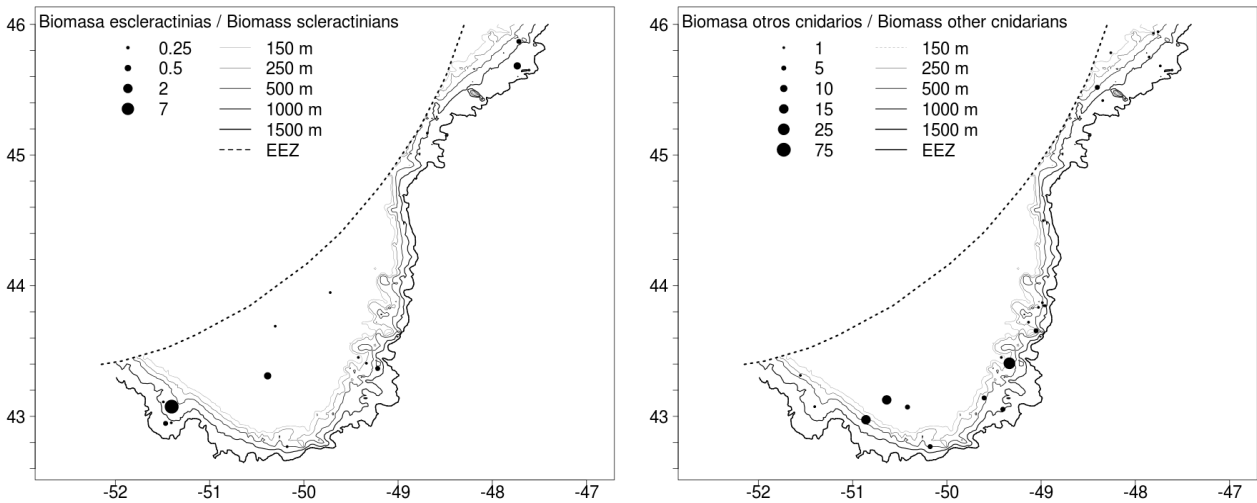 Biomasa escleractinias / Biomass scleractinians
0.25
0.5
2
7
150 m
250 m
500 m
1000 m
1500 m
EEZ
46
45
44
43
-52
-51
-50
-49
-48
-47
Biomasa otros cnidarios / Biomass other cnidarians
1
5
10
15
25
75
150 m
250 m
500 m
1000 m
1500 m
EEZ
46
45
44
43
-52
-51
-50
-49
-48
-47